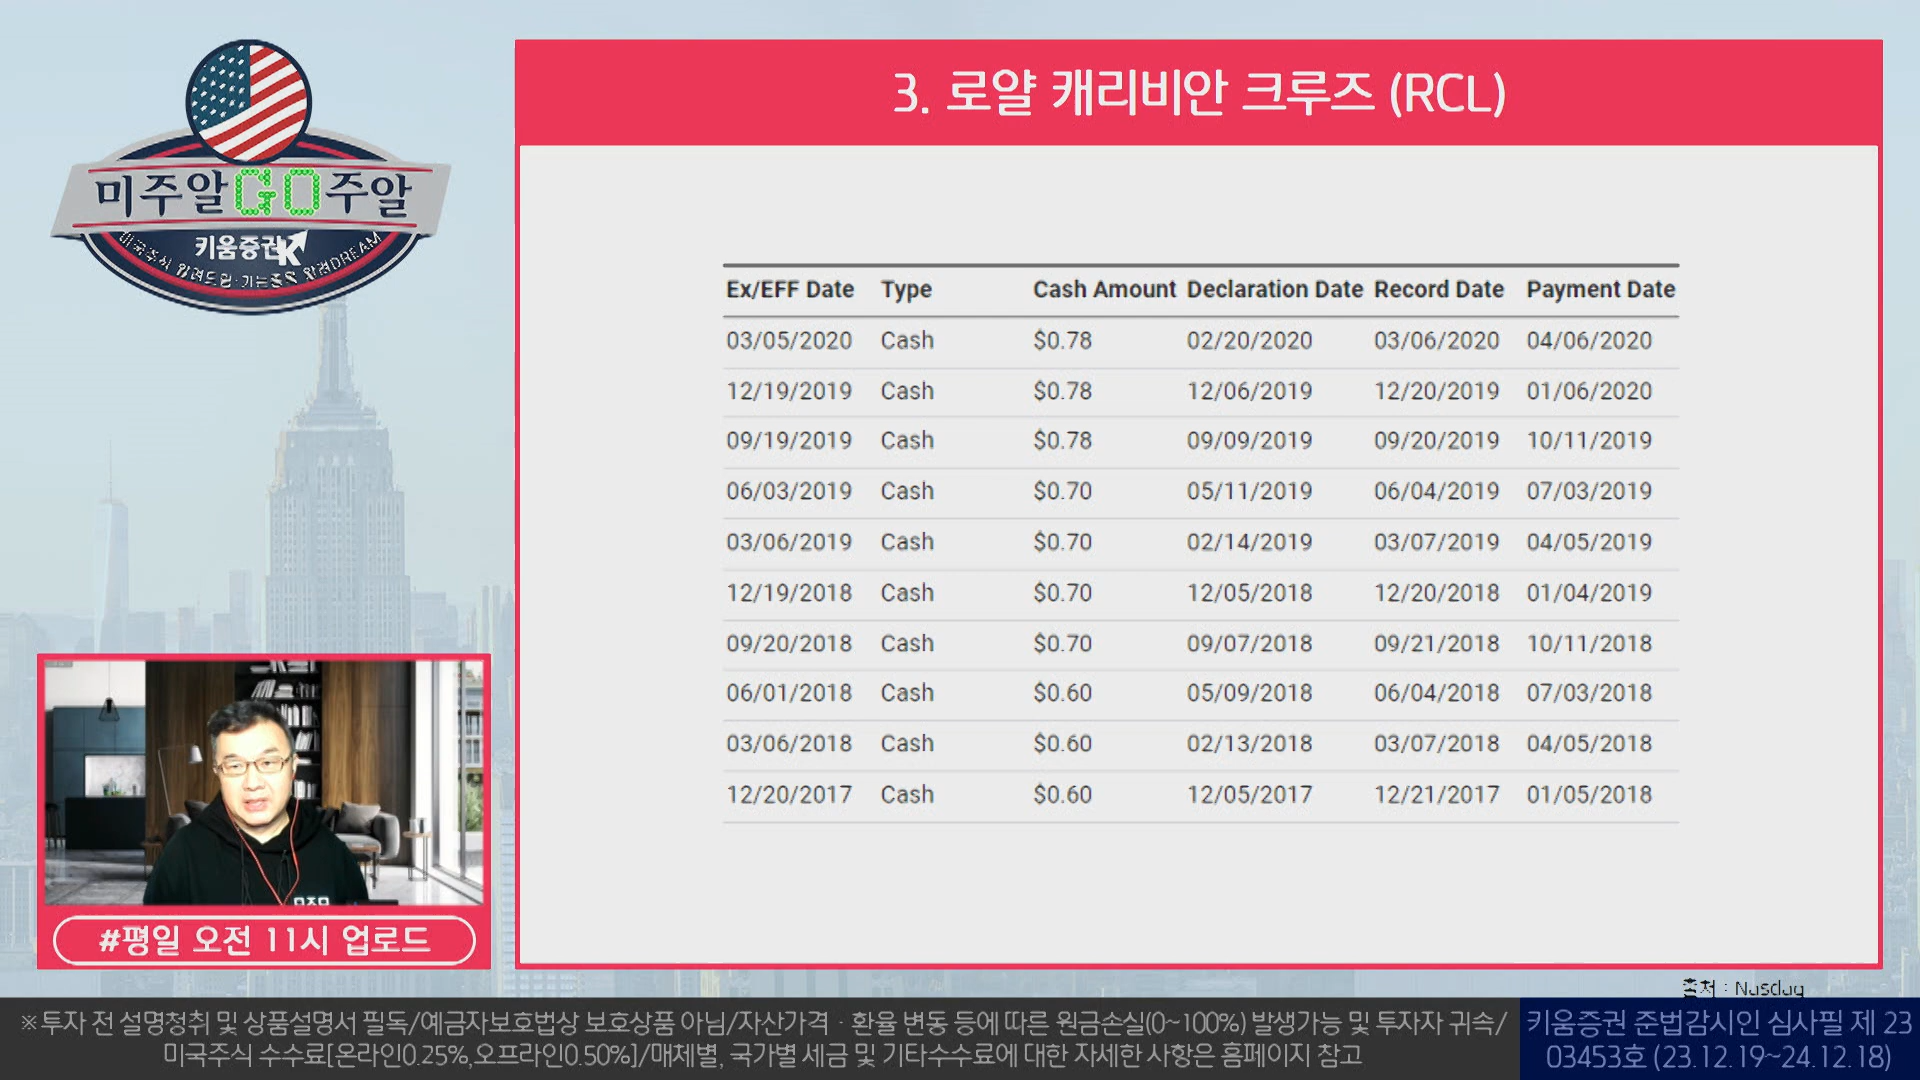 미주알GO주알
키움증권
3. 로얄 캐리비안 크루즈 (RCL)
Ex/EFF Date Type Cash Amount Declaration Date Record Date Payment Date
03/05/2020 Cash $0.78 02/20/2020 03/06/2020 04/06/2020
12/19/2019 Cash $0.78 12/06/2019 12/20/2019 01/06/2020
09/19/2019 Cash $0.78 09/09/2019 09/20/2019 10/11/2019
06/03/2019 Cash $0.70 05/11/2019 06/04/2019 07/03/2019
03/06/2019 Cash $0.70 02/14/2019 03/07/2019 04/05/2019
12/19/2018 Cash $0.70 12/05/2018 12/20/2018 01/04/2019
09/20/2018 Cash $0.70 09/07/2018 09/21/2018 10/11/2018
06/01/2018 Cash $0.60 05/09/2018 06/04/2018 07/03/2018
03/06/2018 Cash $0.60 02/13/2018 03/07/2018 04/05/2018
12/20/2017 Cash $0.60 12/05/2017 12/21/2017 01/05/2018
#평일 오전 11시 업로드
출처 : Nasdaq
※투자 전 설명청취 및 상품설명서 필독/예금자보호법상 보호상품 아님/자산가격 · 환율 변동 등에 따른 원금손실(0~100%) 발생가능 및 투자자 귀속/
미국주식 수수료[온라인0.25%,오프라인0.50%]/매체별, 국가별 세금 및 기타수수료에 대한 자세한 사항은 홈페이지 참고
키움증권 준법감시인 심사필 제 23
03453호 (23.12.19~24.12.18)